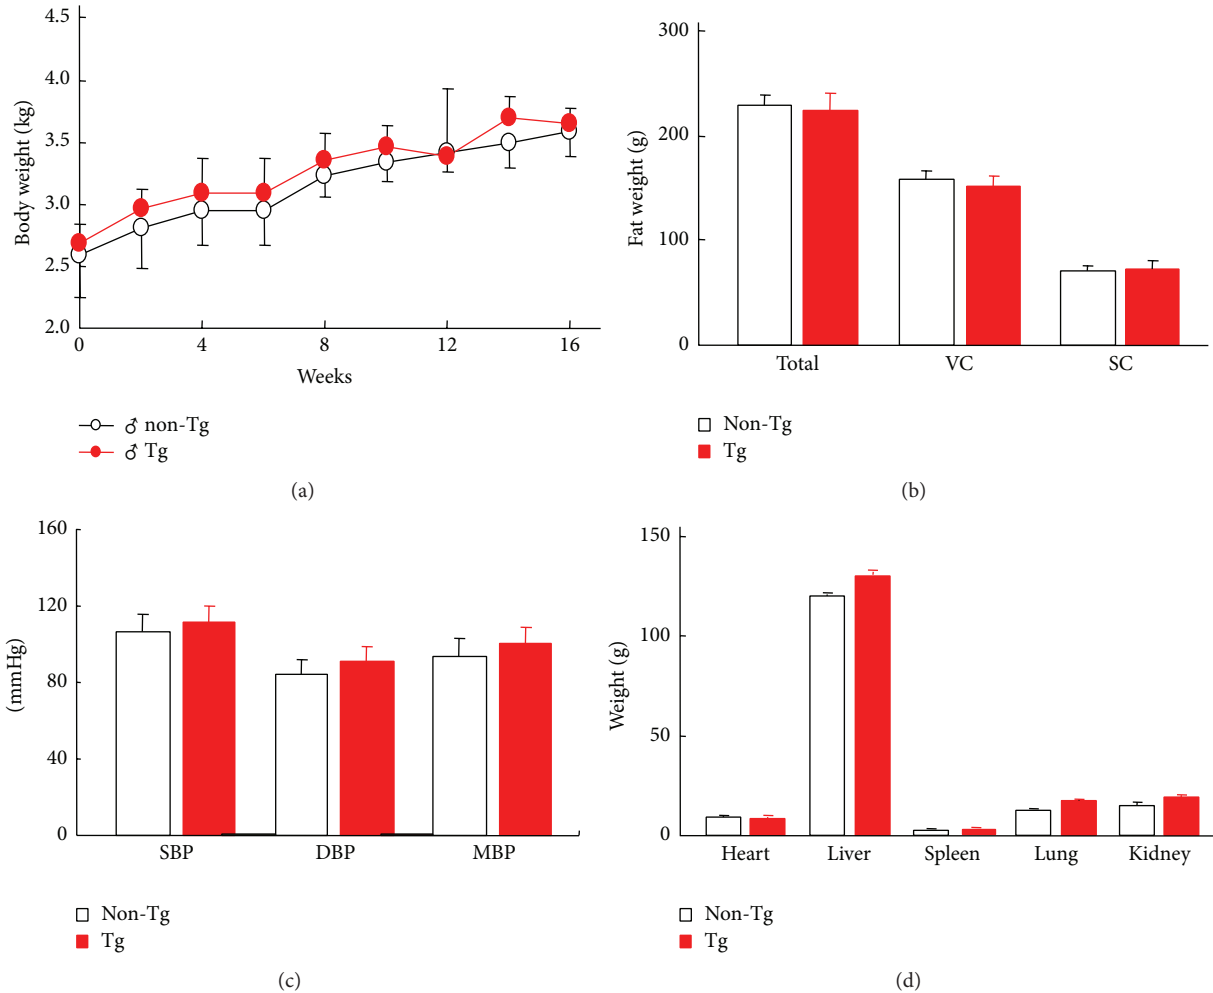 4.5
4.0
3.5
3.0
2.5
2.0
Body weight (kg)
0 4 8 12 16
Weeks
♂ non-Tg
♂ Tg
(a)
300
200
100
0
Fat weight (g)
Total VC SC
Non-Tg
Tg
(b)
160
120
80
40
0
(mmHg)
SBP DBP MBP
Non-Tg
Tg
(c)
150
100
50
0
Weight (g)
Heart Liver Spleen Lung Kidney
Non-Tg
Tg
(d)